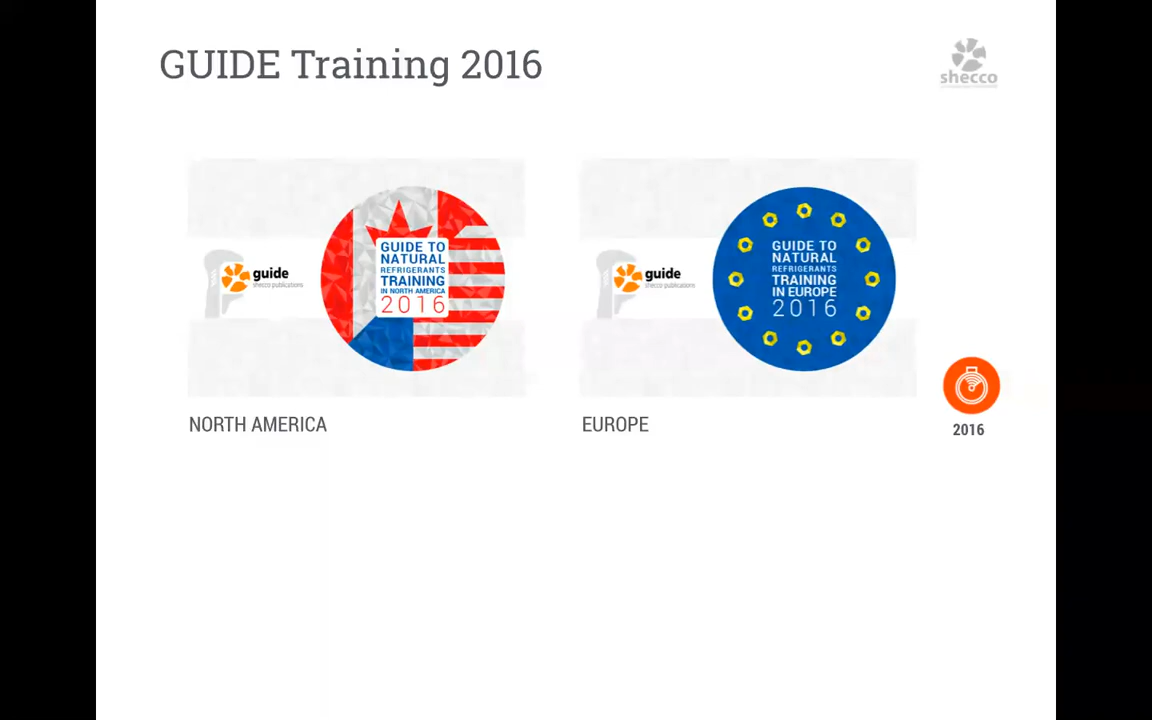 GUIDE Training 2016
shecco
guide
shecco publications
GUIDE TO
NATURAL
REFRIGERANTS
TRAINING
IN NORTH AMERICA
2016
guide
shecco publications
GUIDE TO
NATURAL
REFRIGERANTS
TRAINING
IN EUROPE
2016
NORTH AMERICA
EUROPE
2016